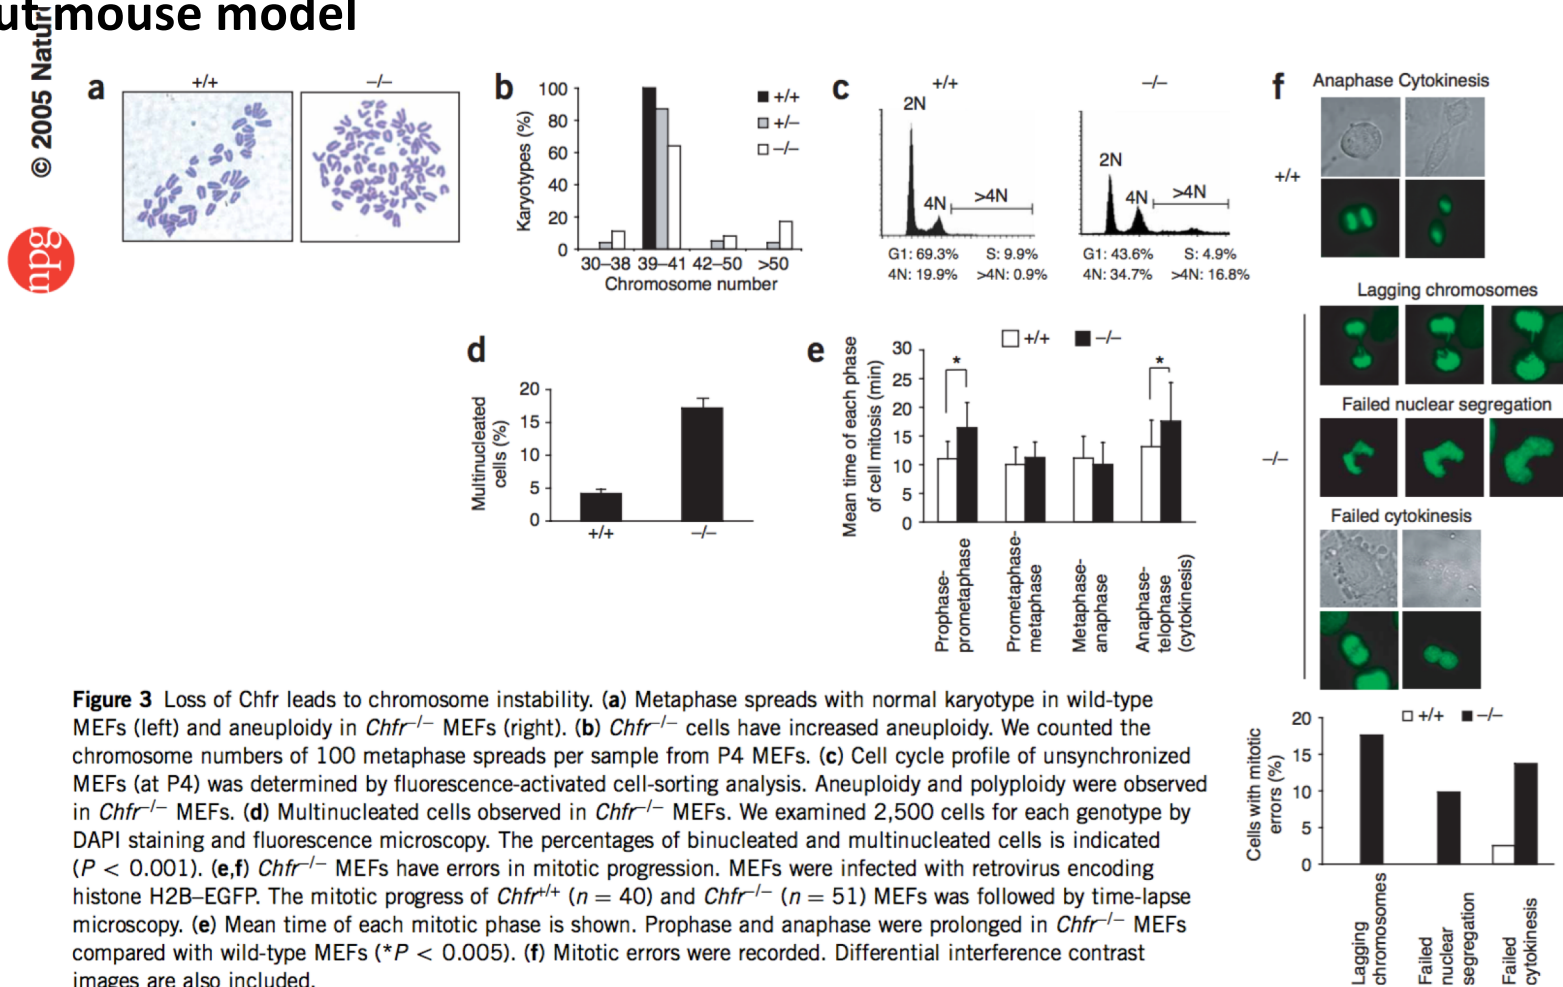 ut mouse model
© 2005 Natur
npg
a
+/+
–/–
b
Karyotypes (%)
100
80
60
40
20
0
+/+
+/–
–/–
30–38 39–41 42–50 >50
Chromosome number
c
+/+
2N
4N
>4N
G1: 69.3% S: 9.9%
4N: 19.9% >4N: 0.9%
–/–
2N
4N
>4N
G1: 43.6% S: 4.9%
4N: 34.7% >4N: 16.8%
d
Multinucleated
cells (%)
20
15
10
5
0
+/+ –/–
e
Mean time of each phase
of cell mitosis (min)
30
25
20
15
10
5
0
+/+ –/–
*
*
Prophase-
prometaphase
Prometaphase-
metaphase
Metaphase-
anaphase
Anaphase-
telophase
(cytokinesis)
f
Anaphase Cytokinesis
+/+
Lagging chromosomes
Failed nuclear segregation
–/–
Failed cytokinesis
Cells with mitotic
errors (%)
20
15
10
5
0
+/+ –/–
Lagging
chromosomes
Failed
nuclear
segregation
Failed
cytokinesis
Figure 3 Loss of Chfr leads to chromosome instability. (a) Metaphase spreads with normal karyotype in wild-type
MEFs (left) and aneuploidy in Chfr–/– MEFs (right). (b) Chfr–/– cells have increased aneuploidy. We counted the
chromosome numbers of 100 metaphase spreads per sample from P4 MEFs. (c) Cell cycle profile of unsynchronized
MEFs (at P4) was determined by fluorescence-activated cell-sorting analysis. Aneuploidy and polyploidy were observed
in Chfr–/– MEFs. (d) Multinucleated cells observed in Chfr–/– MEFs. We examined 2,500 cells for each genotype by
DAPI staining and fluorescence microscopy. The percentages of binucleated and multinucleated cells is indicated
(P < 0.001). (e,f) Chfr–/– MEFs have errors in mitotic progression. MEFs were infected with retrovirus encoding
histone H2B–EGFP. The mitotic progress of Chfr+/+ (n = 40) and Chfr–/– (n = 51) MEFs was followed by time-lapse
microscopy. (e) Mean time of each mitotic phase is shown. Prophase and anaphase were prolonged in Chfr–/– MEFs
compared with wild-type MEFs (*P < 0.005). (f) Mitotic errors were recorded. Differential interference contrast
images are also included.